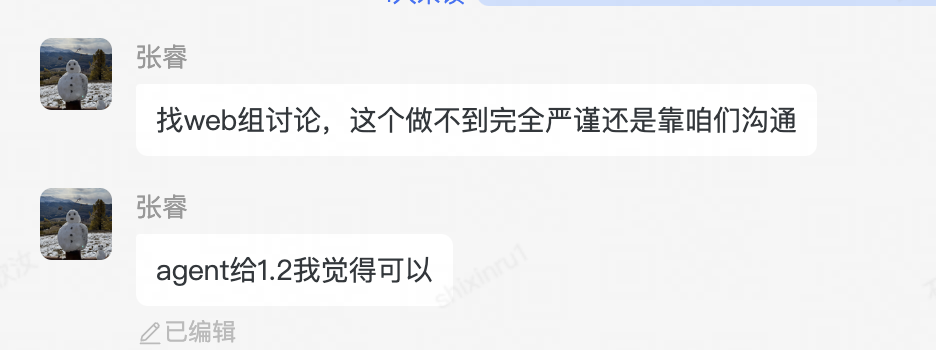 张睿
找web组讨论，这个做不到完全严谨还是靠咱们沟通
张睿
agent给1.2我觉得可以
shixinru1
已编辑